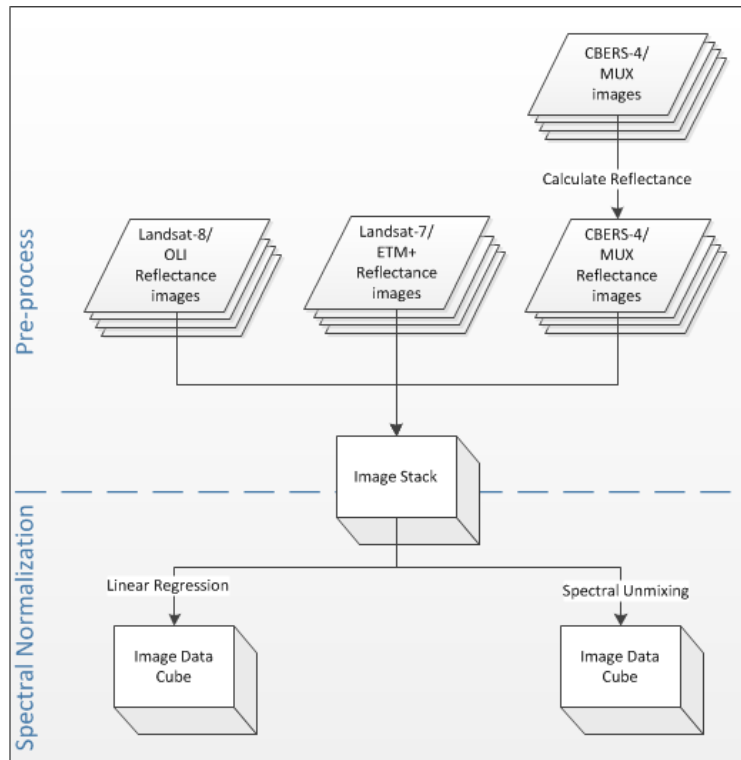 CBERS-4/
MUX
images
Calculate Reflectance
Landsat-8/
OLI
Reflectance
images
Landsat-7/
ETM+
Reflectance
images
CBERS-4/
MUX
Reflectance
images
Pre-process
Image Stack
Spectral Normalization
Linear Regression
Spectral Unmixing
Image Data
Cube
Image Data
Cube